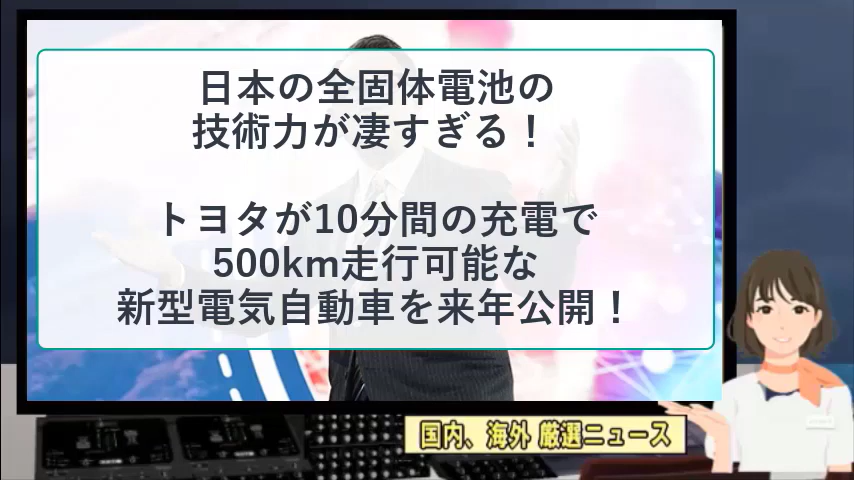 日本の全固体電池の
技術力が凄すぎる！
トヨタが10分間の充電で
500km走行可能な
新型電気自動車を来年公開！
国内、海外 厳選ニュース